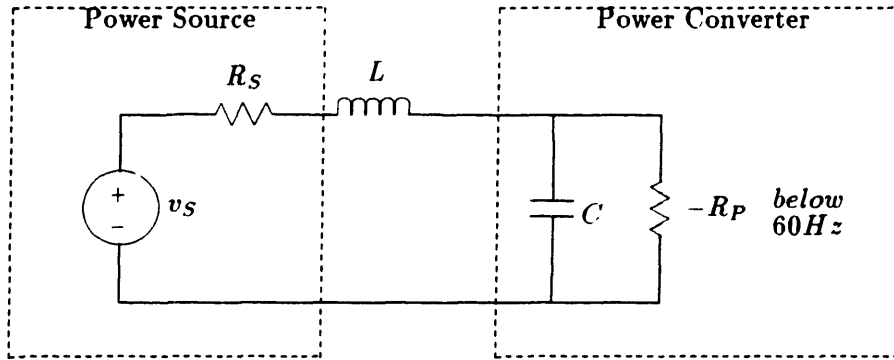 Power Source
Power Converter
R_S
L
+
v_S
–
C
–R_P below
60Hz